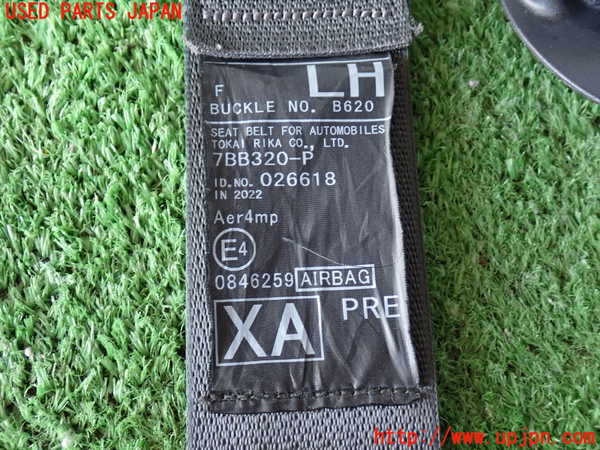 USED PARTS JAPAN
F LH
BUCKLE NO. B620
SEAT BELT FOR AUTOMOBILES
TOKAI RIKA CO., LTD.
7BB320-P
ID.NO. 026618
IN 2022
Aer4mp
E4
0846259 AIRBAG
XA PRE
http://www.upjpn.com/